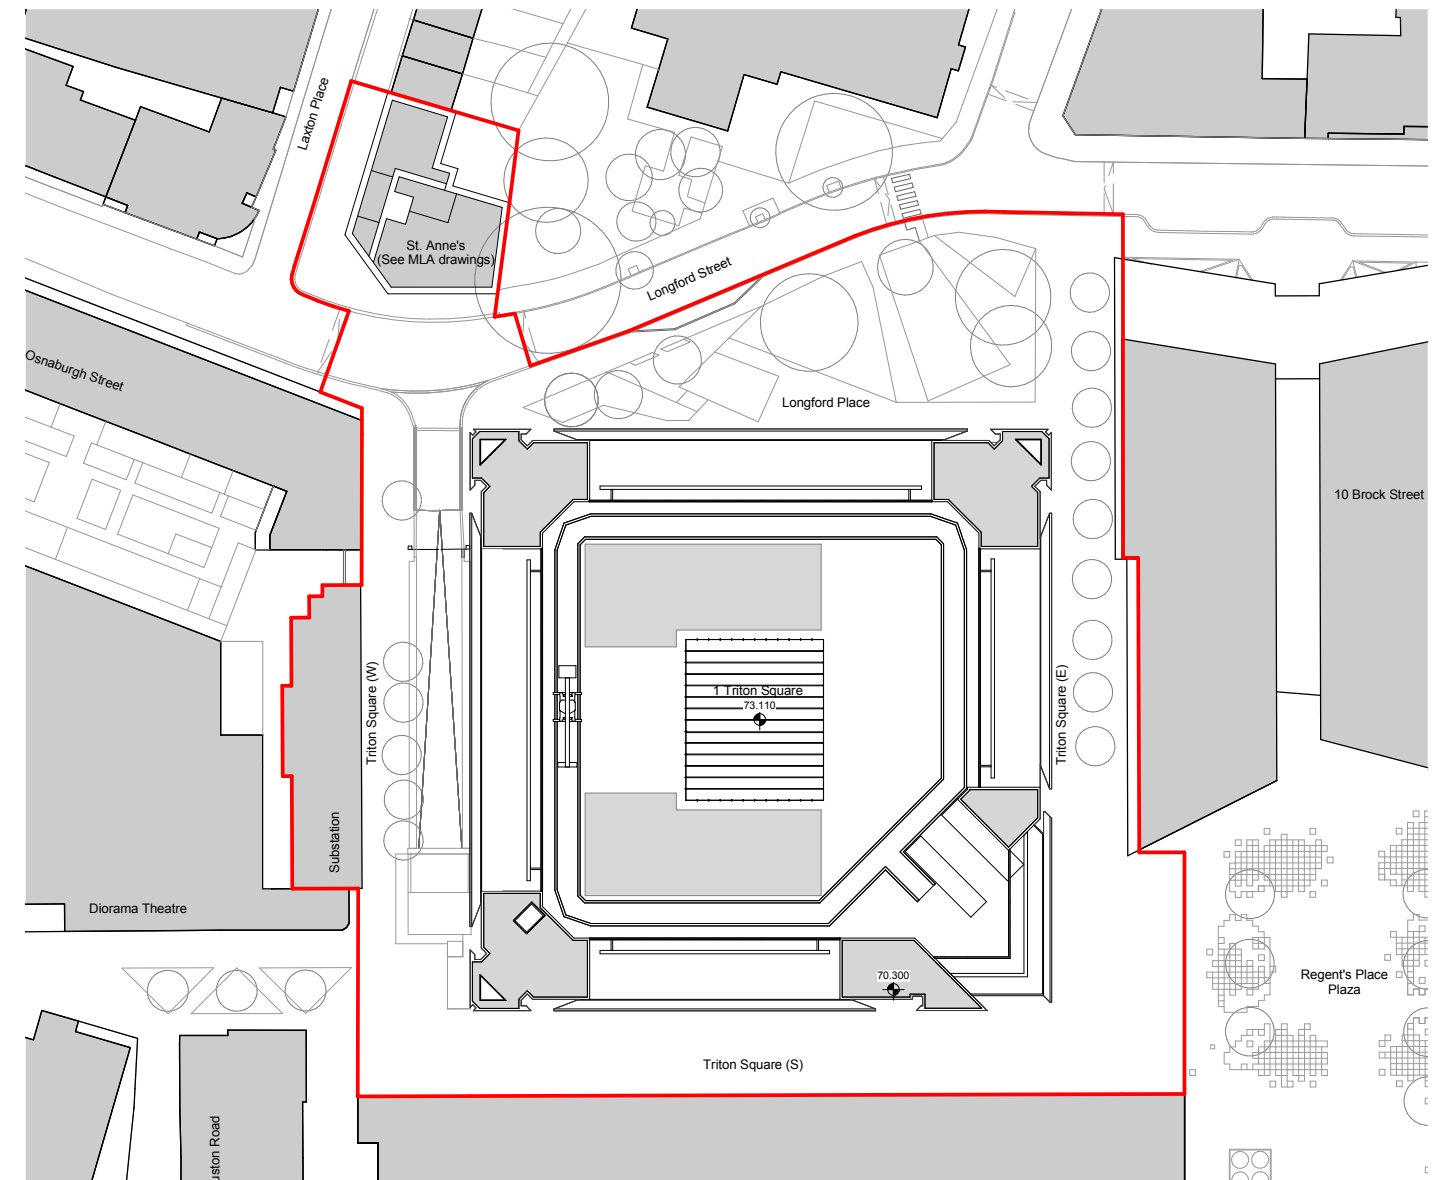 Laxton Place
St. Anne's
(See MLA drawings)
Longford Street
Osnaburgh Street
Longford Place
10 Brock Street
1 Triton Square
73.110
Triton Square (W)
Triton Square (E)
Substation
Diorama Theatre
70.300
Regent's Place
Plaza
Triton Square (S)
uston Road